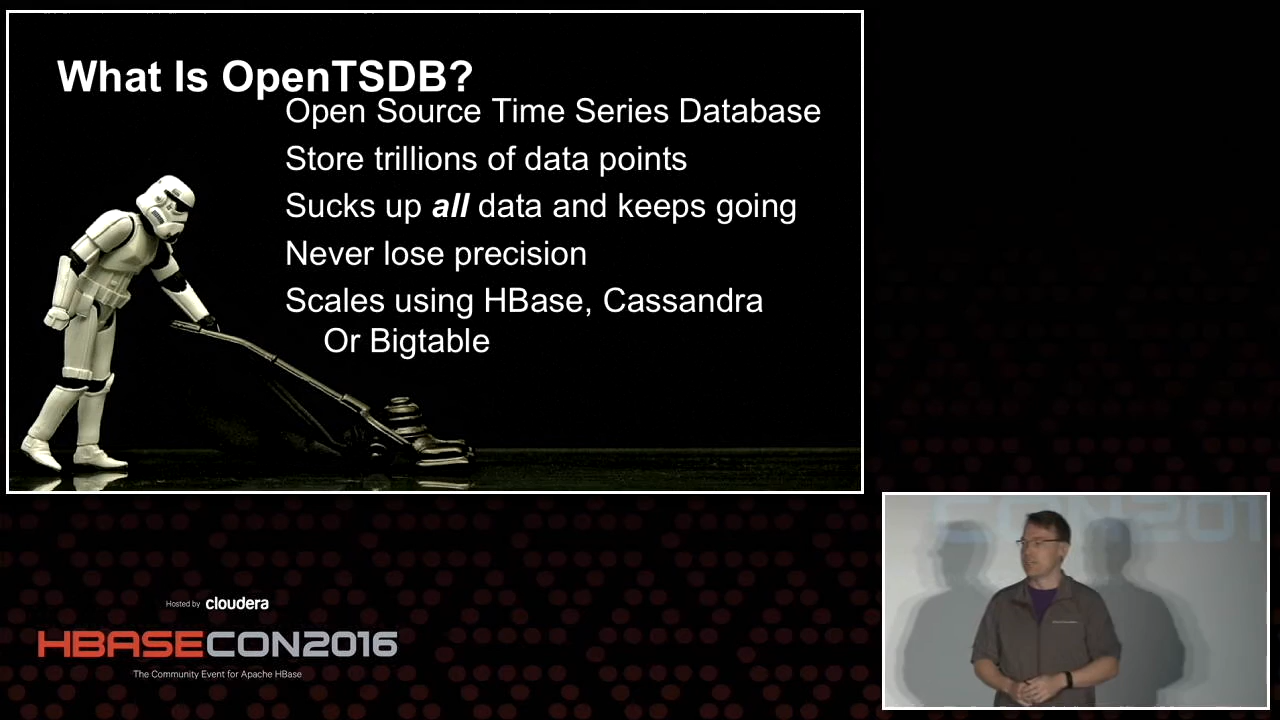 What Is OpenTSDB?
Open Source Time Series Database
Store trillions of data points
Sucks up all data and keeps going
Never lose precision
Scales using HBase, Cassandra
Or Bigtable
Hosted by cloudera
HBASECON2016
The Community Event for Apache HBase
CON201